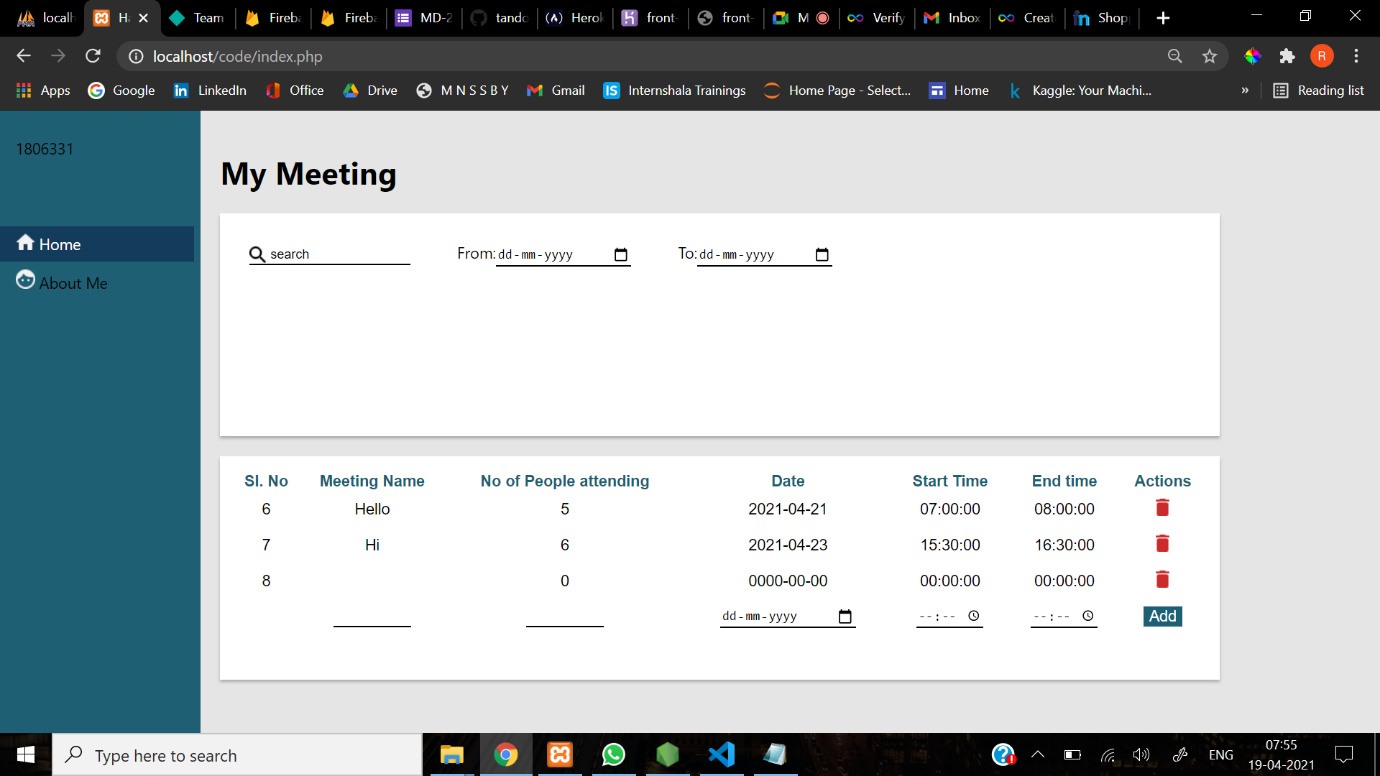 localh
Ha
Team
Fireba
Fireba
MD-2
tando
Herok
front-
front-
M
Verify
Inbox
Creat
Shop
localhost/code/index.php
R
Apps Google LinkedIn Office Drive M N S S B Y Gmail Internshala Trainings Home Page - Select... Home Kaggle: Your Machi... » Reading list
1806331
Home
About Me
My Meeting
search From: dd-mm-yyyy To: dd-mm-yyyy
Sl. No Meeting Name No of People attending Date Start Time End time Actions
6 Hello 5 2021-04-21 07:00:00 08:00:00
7 Hi 6 2021-04-23 15:30:00 16:30:00
8 0 0000-00-00 00:00:00 00:00:00
dd-mm-yyyy --:-- --:-- Add
Type here to search
ENG
07:55
19-04-2021